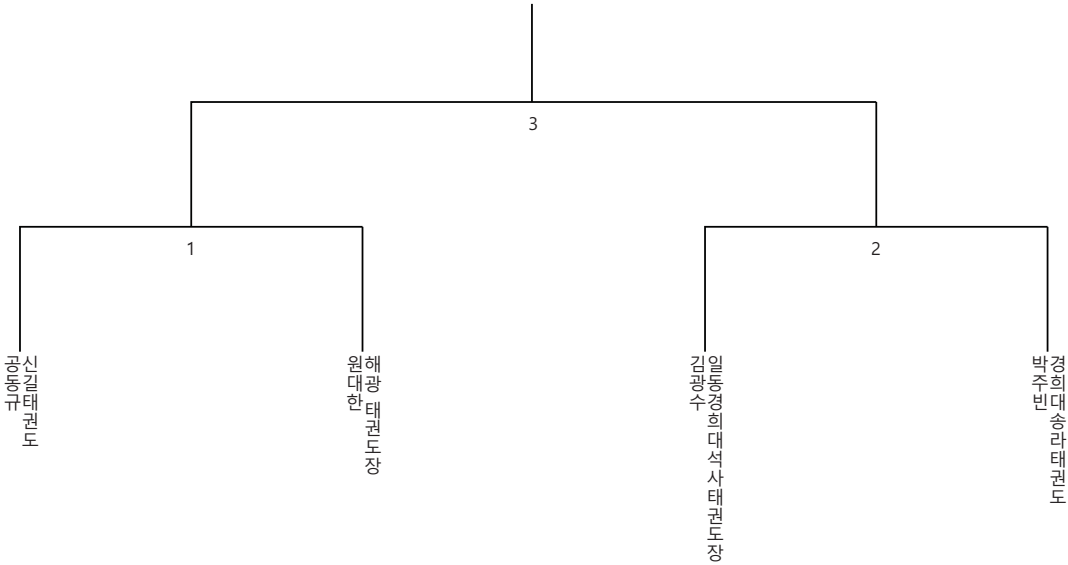 3
1
2
신길태권도
공동규
해광 태권도장
원대한
일동경희대석사태권도장
김광수
경희대송라태권도
박주빈